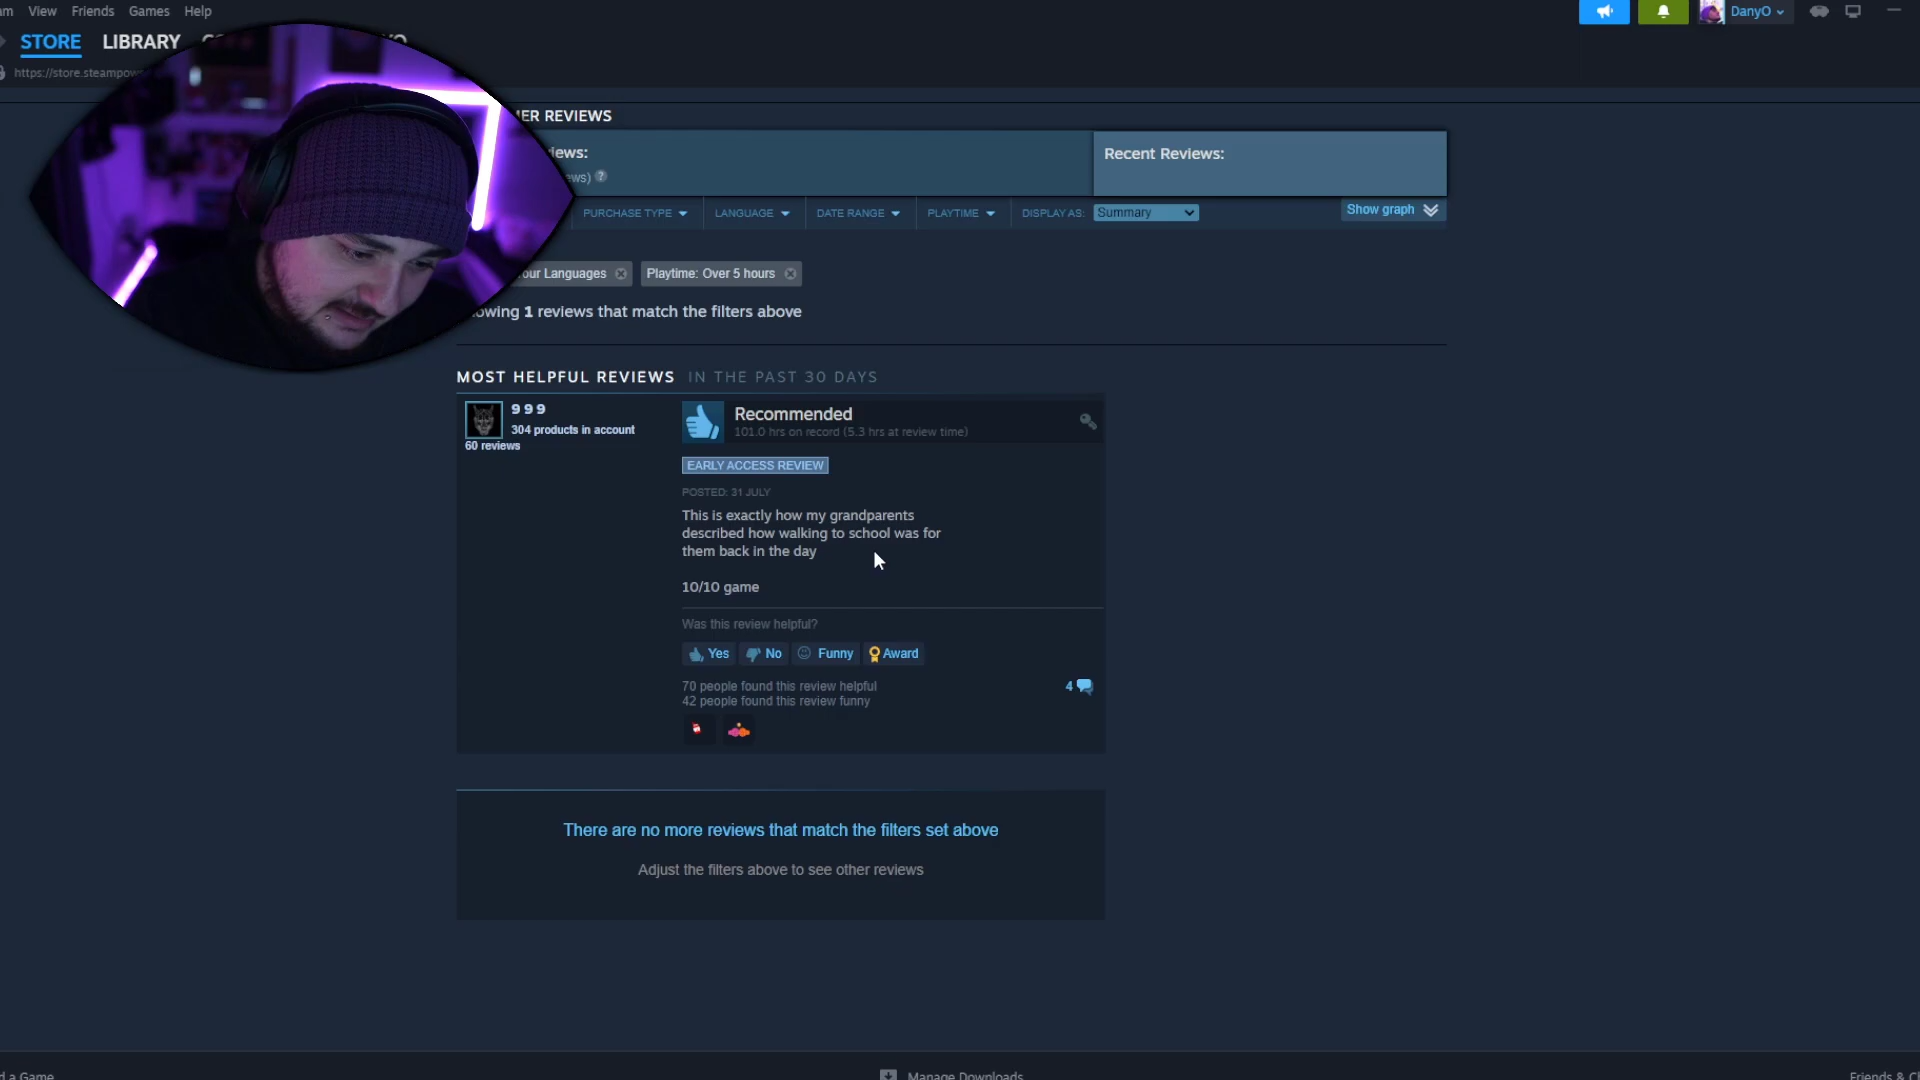 View Friends Games Help
DanyO
STORE LIBRARY
https://store.steampow
ER REVIEWS
Recent Reviews:
PURCHASE TYPE
LANGUAGE
DATE RANGE
PLAYTIME
DISPLAY AS:
Summary
Show graph
our Languages
Playtime: Over 5 hours
owing 1 reviews that match the filters above
MOST HELPFUL REVIEWS IN THE PAST 30 DAYS
9 9 9
304 products in account
60 reviews
Recommended
101.0 hrs on record (5.3 hrs at review time)
EARLY ACCESS REVIEW
POSTED: 31 JULY
This is exactly how my grandparents
described how walking to school was for
them back in the day
10/10 game
Was this review helpful?
Yes
No
Funny
Award
70 people found this review helpful
42 people found this review funny
4
There are no more reviews that match the filters set above
Adjust the filters above to see other reviews
d a Game
Manage Downloads
Friends & C